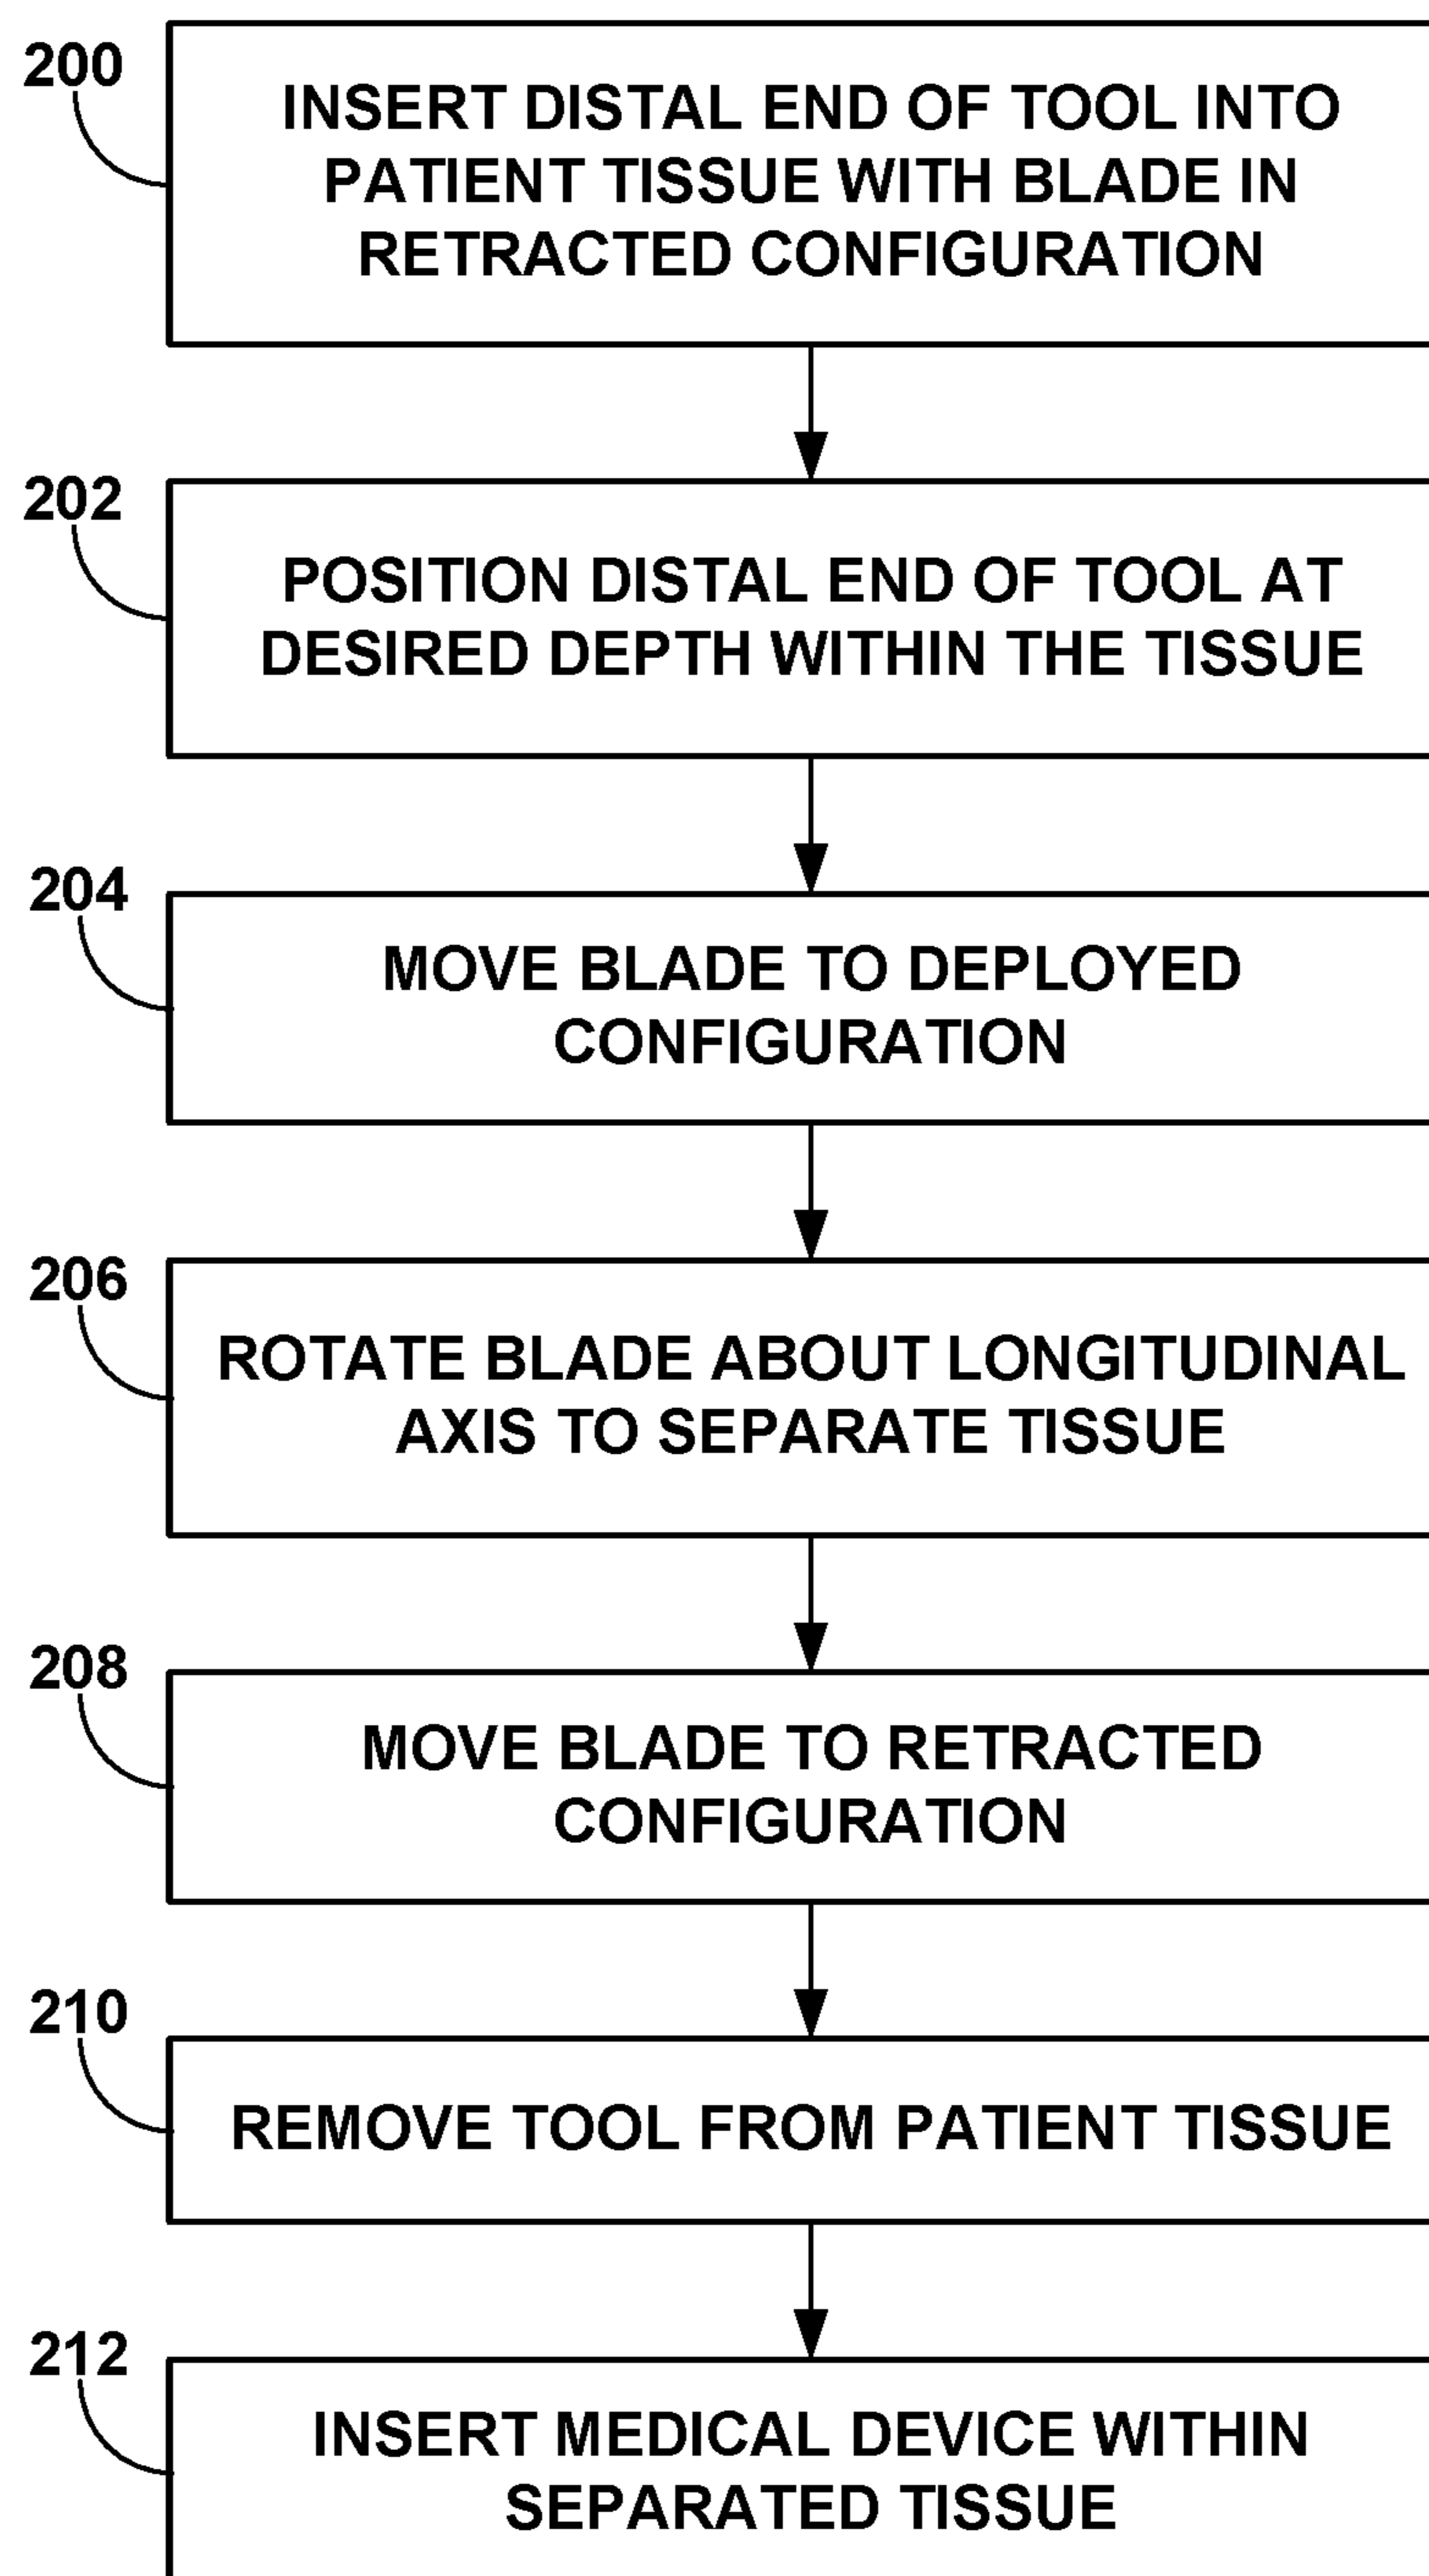 200
INSERT DISTAL END OF TOOL INTO
PATIENT TISSUE WITH BLADE IN
RETRACTED CONFIGURATION
202
POSITION DISTAL END OF TOOL AT
DESIRED DEPTH WITHIN THE TISSUE
204
MOVE BLADE TO DEPLOYED
CONFIGURATION
206
ROTATE BLADE ABOUT LONGITUDINAL
AXIS TO SEPARATE TISSUE
208
MOVE BLADE TO RETRACTED
CONFIGURATION
210
REMOVE TOOL FROM PATIENT TISSUE
212
INSERT MEDICAL DEVICE WITHIN
SEPARATED TISSUE